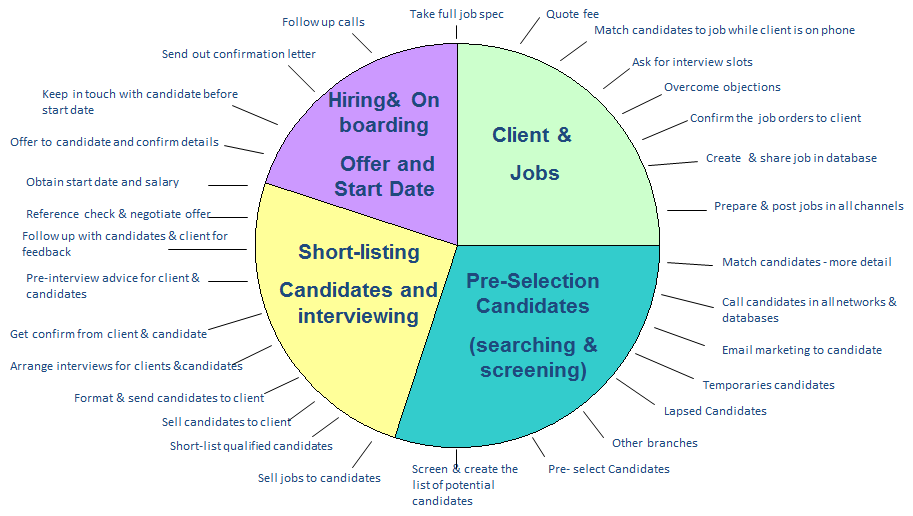 Take full job spec
Quote fee
Match candidates to job while client is on phone
Ask for interview slots
Overcome objections
Confirm the job orders to client
Create & share job in database
Prepare & post jobs in all channels
Match candidates - more detail
Call candidates in all networks &
databases
Email marketing to candidate
Temporaries candidates
Lapsed Candidates
Other branches
Pre- select Candidates
Screen & create the
list of potential
candidates
Sell jobs to candidates
Short-list qualified candidates
Sell candidates to client
Format & send candidates to client
Arrange interviews for clients &candidates
Get confirm from client & candidate
Pre-interview advice for client &
candidates
Follow up with candidates & client for
feedback
Reference check & negotiate offer
Obtain start date and salary
Offer to candidate and confirm details
Keep in touch with candidate before
start date
Send out confirmation letter
Follow up calls
Client &
Jobs
Pre-Selection
Candidates
(searching &
screening)
Short-listing
Candidates and
interviewing
Hiring& On
boarding
Offer and
Start Date